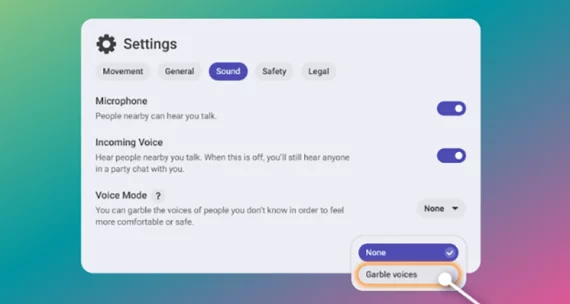 Settings
Movement General Sound Safety Legal
Microphone
People nearby can hear you talk.
Incoming Voice
Hear people nearby you talk. When this is off, you'll still hear anyone
in a party chat with you.
Voice Mode ?
You can garble the voices of people you don't know in order to feel
more comfortable or safe.
None
None
Garble voices